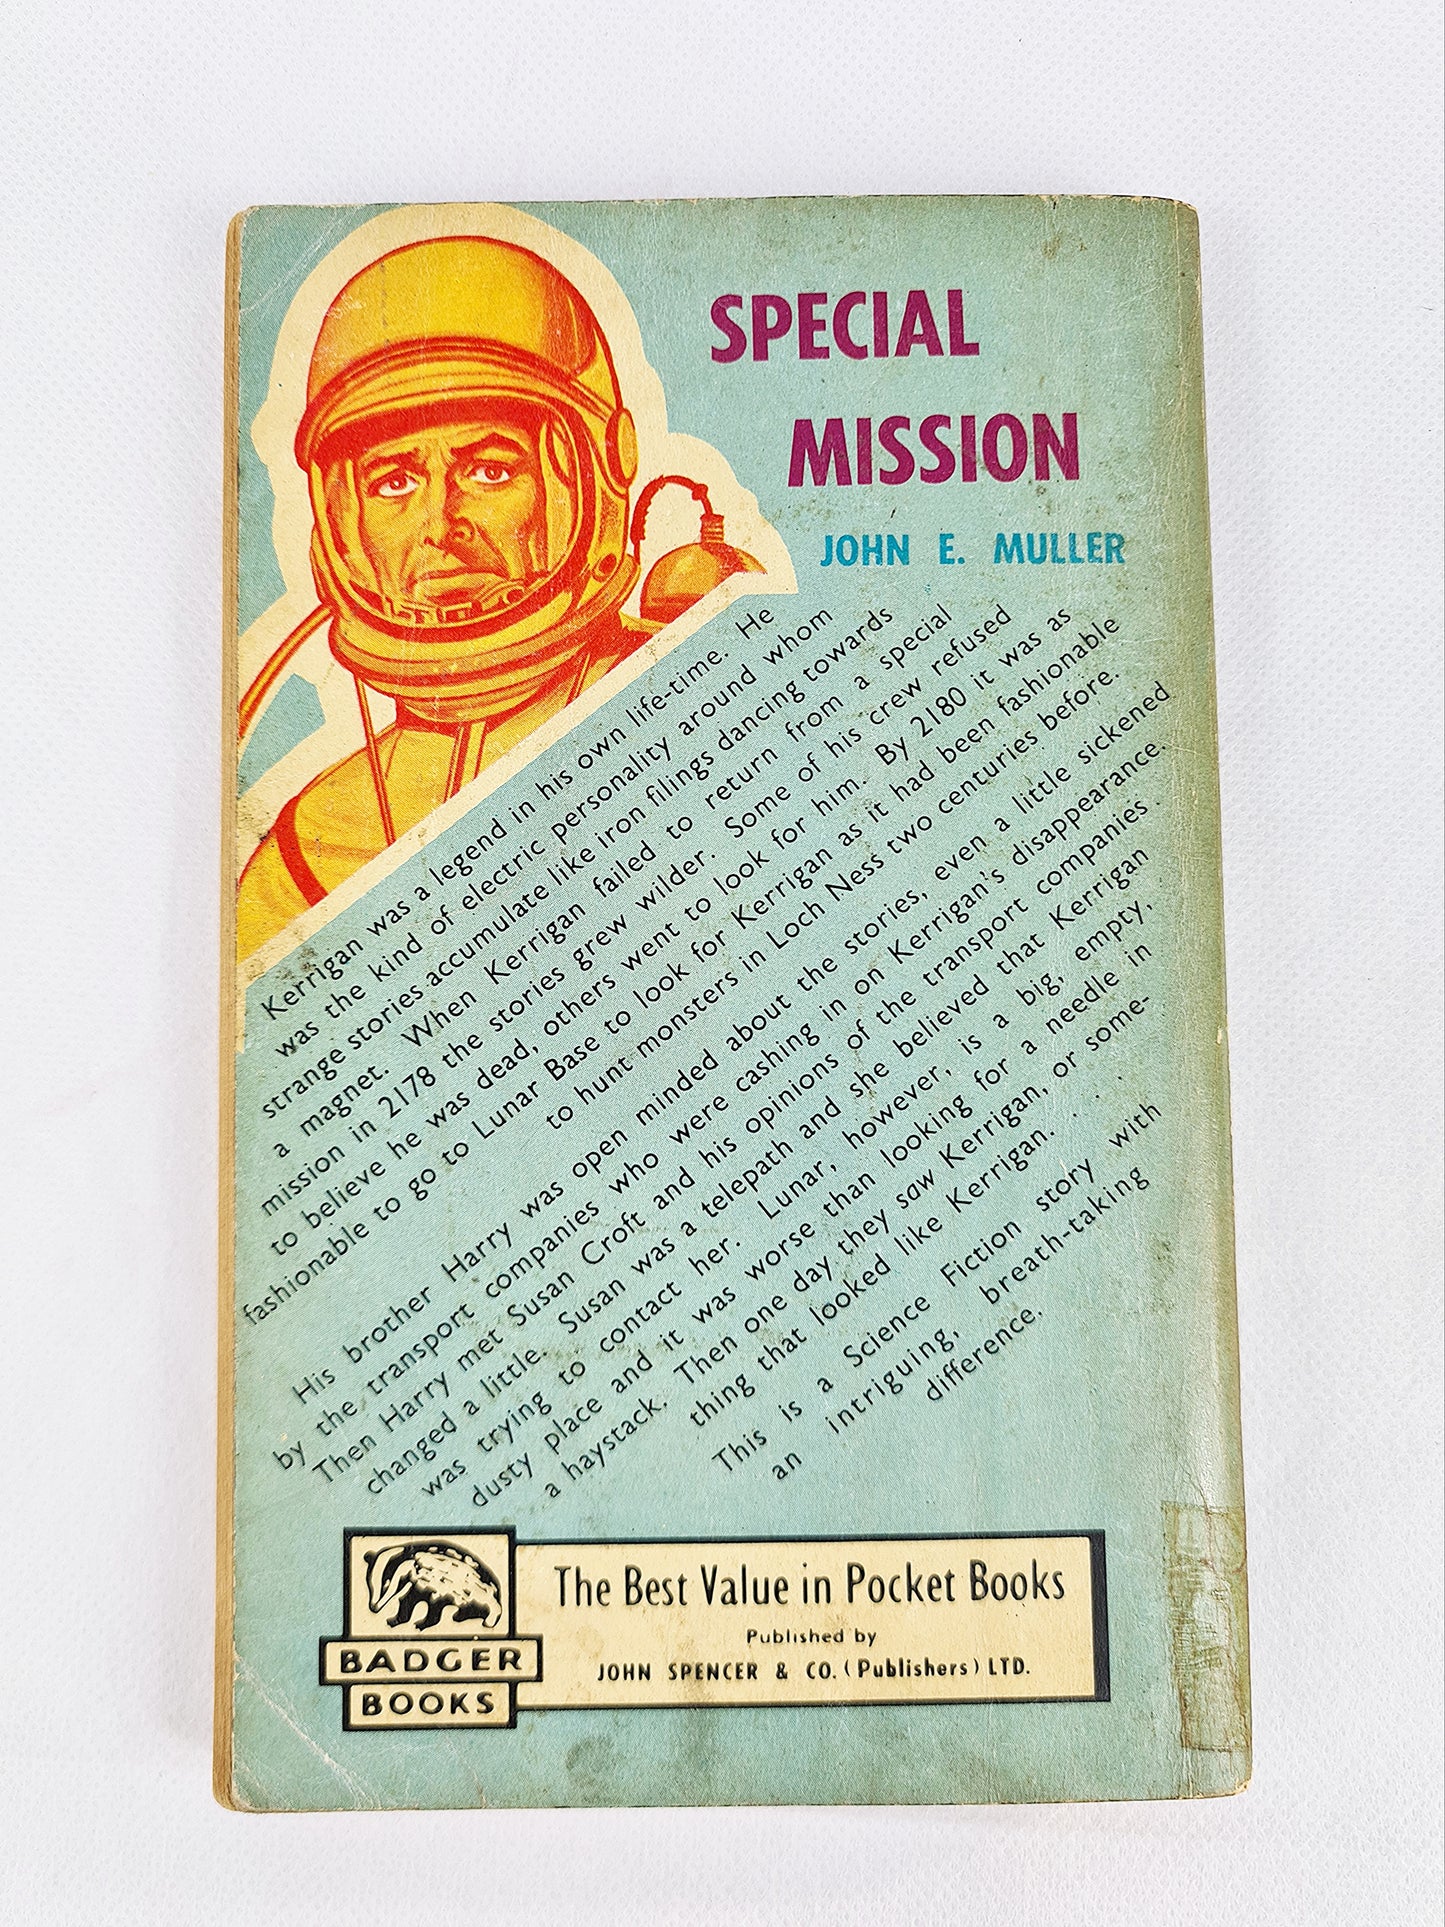 SPECIAL
MISSION
JOHN E. MULLER
Kerrigan was a legend in his own life-time. He
was the kind of electric personality around whom
strange stories accumulate like iron filings dancing towards
a magnet. When Kerrigan failed to return from a special
mission in 2178 the stories grew wilder. Some of his crew refused
to believe he was dead, others went to look for him. By 2180 it was as
fashionable to go to Lunar Base to look for Kerrigan as it had been fashionable
to hunt monsters in Loch Ness two centuries before.
His brother Harry was open minded about the stories, even a little sickened
by the transport companies who were cashing in on Kerrigan's disappearance.
Then Harry met Susan Croft and his opinions of the transport companies
changed a little. Susan was a telepath and she believed that Kerrigan
was trying to contact her. Lunar, however, is a big, empty,
dusty place and it was worse than looking for a needle in
a haystack. Then one day they saw Kerrigan, or some-
thing that looked like Kerrigan. . . .
This is a Science Fiction story with
an intriguing, breath-taking
difference.
The Best Value in Pocket Books
Published by
JOHN SPENCER & CO. (Publishers) LTD.
BADGER
BOOKS